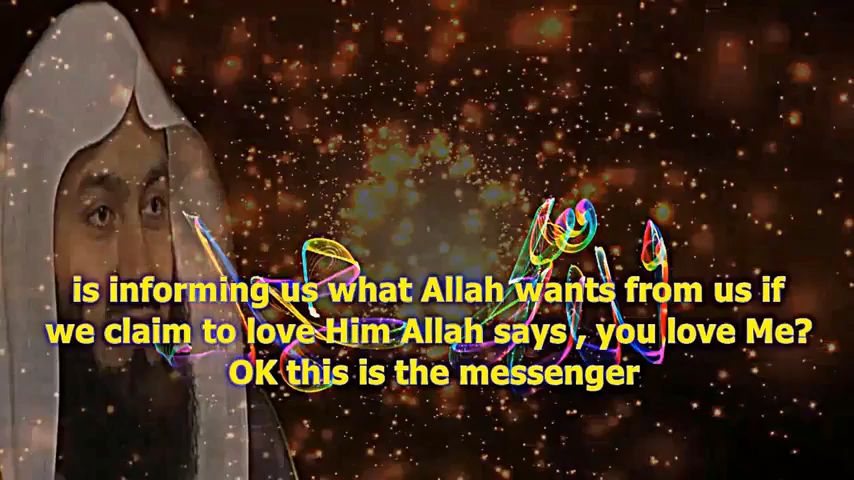 is informing us what Allah wants from us if
we claim to love Him Allah says , you love Me?
OK this is the messenger